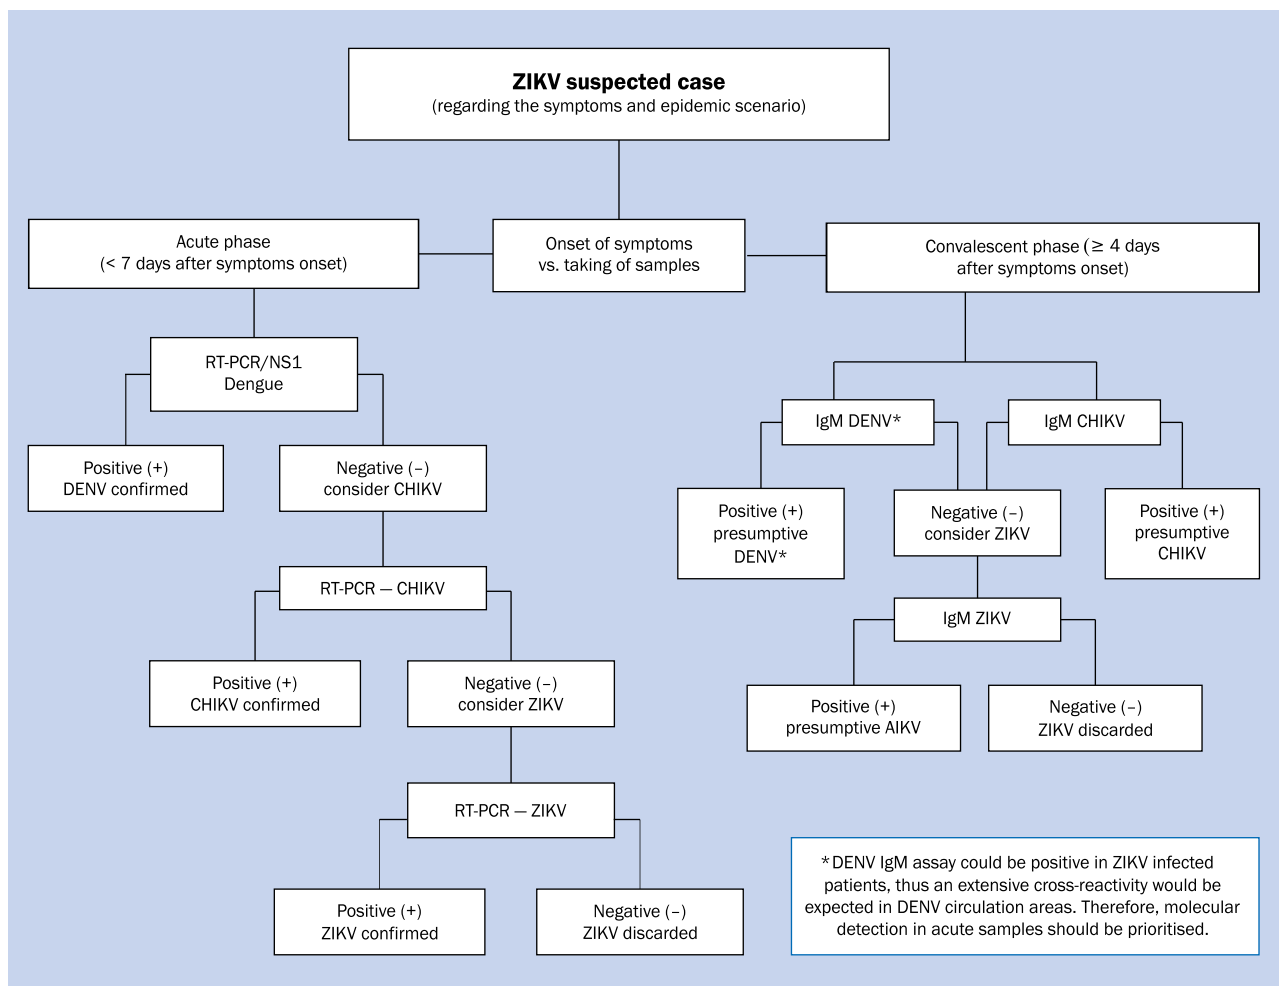 ZIKV suspected case
(regarding the symptoms and epidemic scenario)
Acute phase
(< 7 days after symptoms onset)
Onset of symptoms
vs. taking of samples
Convalescent phase (≥ 4 days
after symptoms onset)
RT-PCR/NS1
Dengue
Positive (+)
DENV confirmed
Negative (–)
consider CHIKV
RT-PCR — CHIKV
Positive (+)
CHIKV confirmed
Negative (–)
consider ZIKV
RT-PCR — ZIKV
Positive (+)
ZIKV confirmed
Negative (–)
ZIKV discarded
IgM DENV*
IgM CHIKV
Positive (+)
presumptive
DENV*
Negative (–)
consider ZIKV
Positive (+)
presumptive
CHIKV
IgM ZIKV
Positive (+)
presumptive AIKV
Negative (–)
ZIKV discarded
*DENV IgM assay could be positive in ZIKV infected
patients, thus an extensive cross-reactivity would be
expected in DENV circulation areas. Therefore, molecular
detection in acute samples should be prioritised.